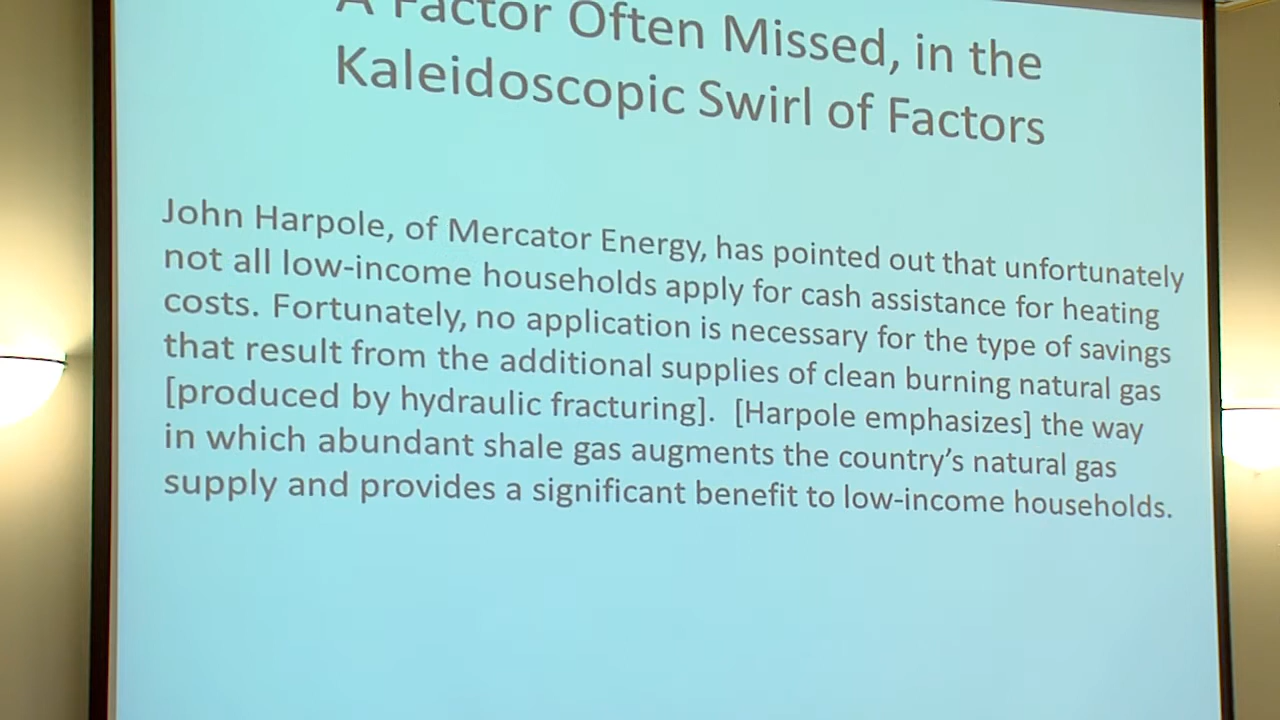 A Factor Often Missed, in the
Kaleidoscopic Swirl of Factors
John Harpole, of Mercator Energy, has pointed out that unfortunately
not all low-income households apply for cash assistance for heating
costs. Fortunately, no application is necessary for the type of savings
that result from the additional supplies of clean burning natural gas
[produced by hydraulic fracturing]. [Harpole emphasizes] the way
in which abundant shale gas augments the country's natural gas
supply and provides a significant benefit to low-income households.